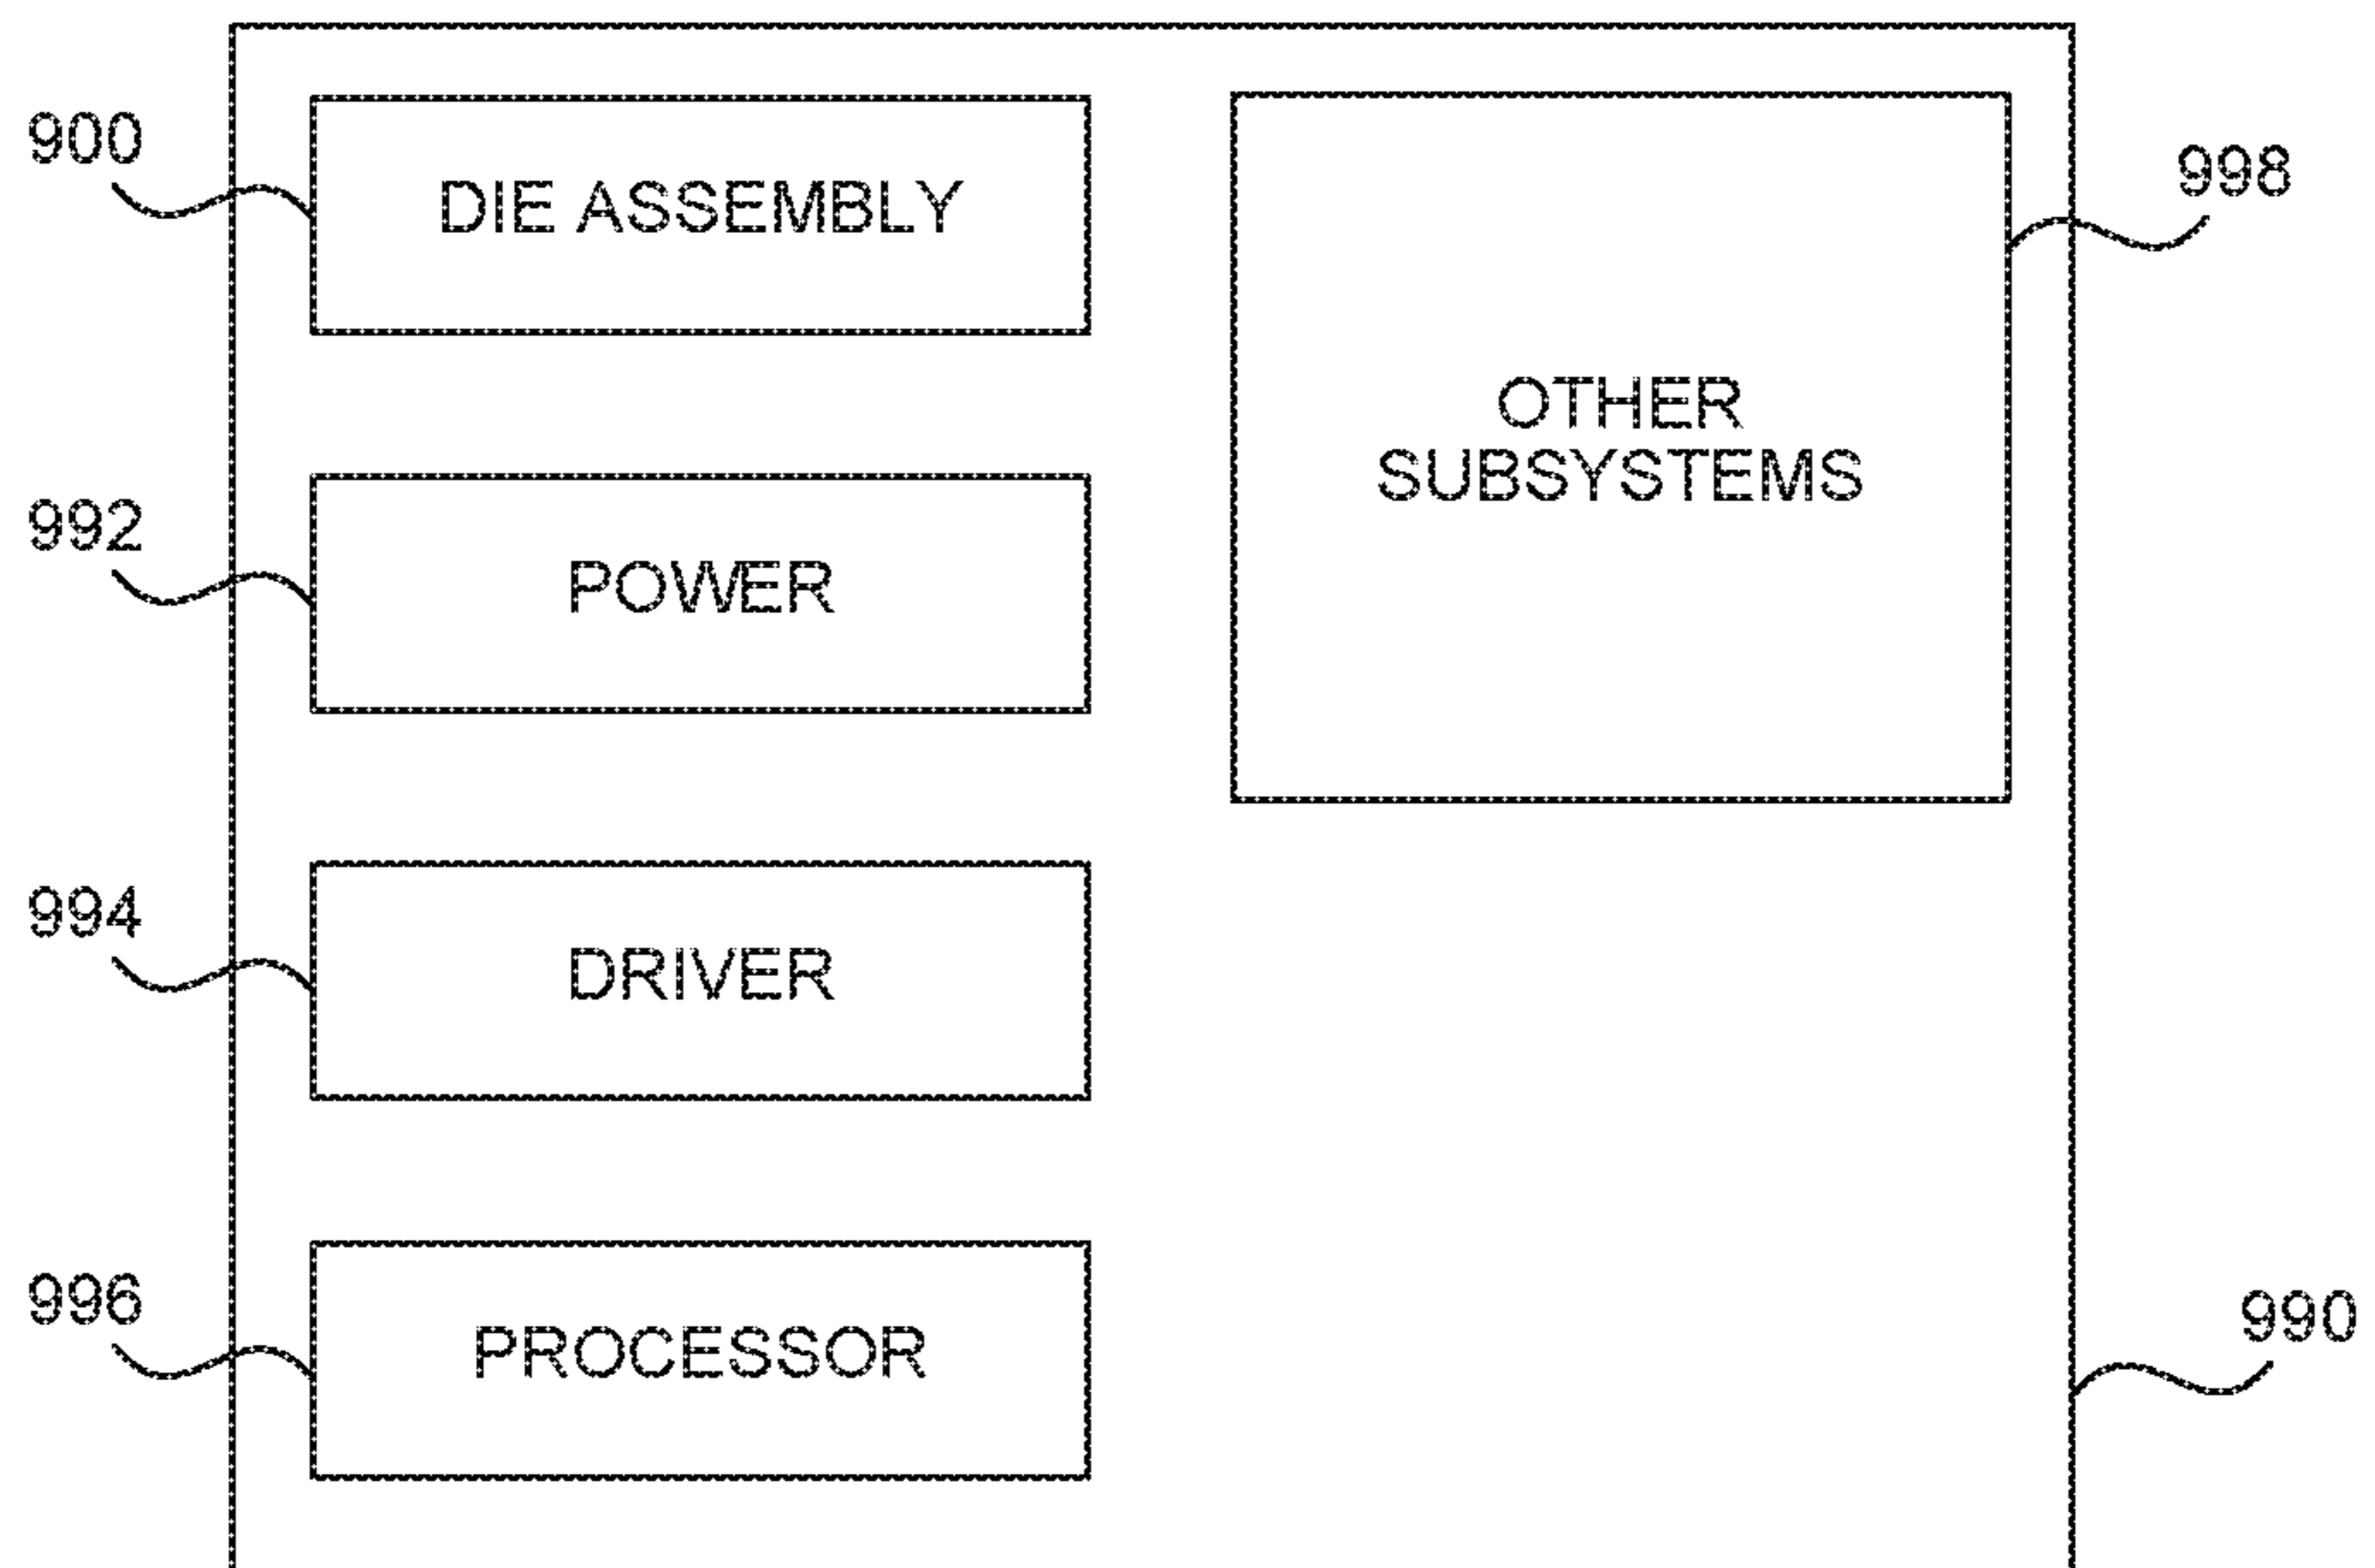 900
DIE ASSEMBLY
998
OTHER
SUBSYSTEMS
992
POWER
994
DRIVER
996
PROCESSOR
990